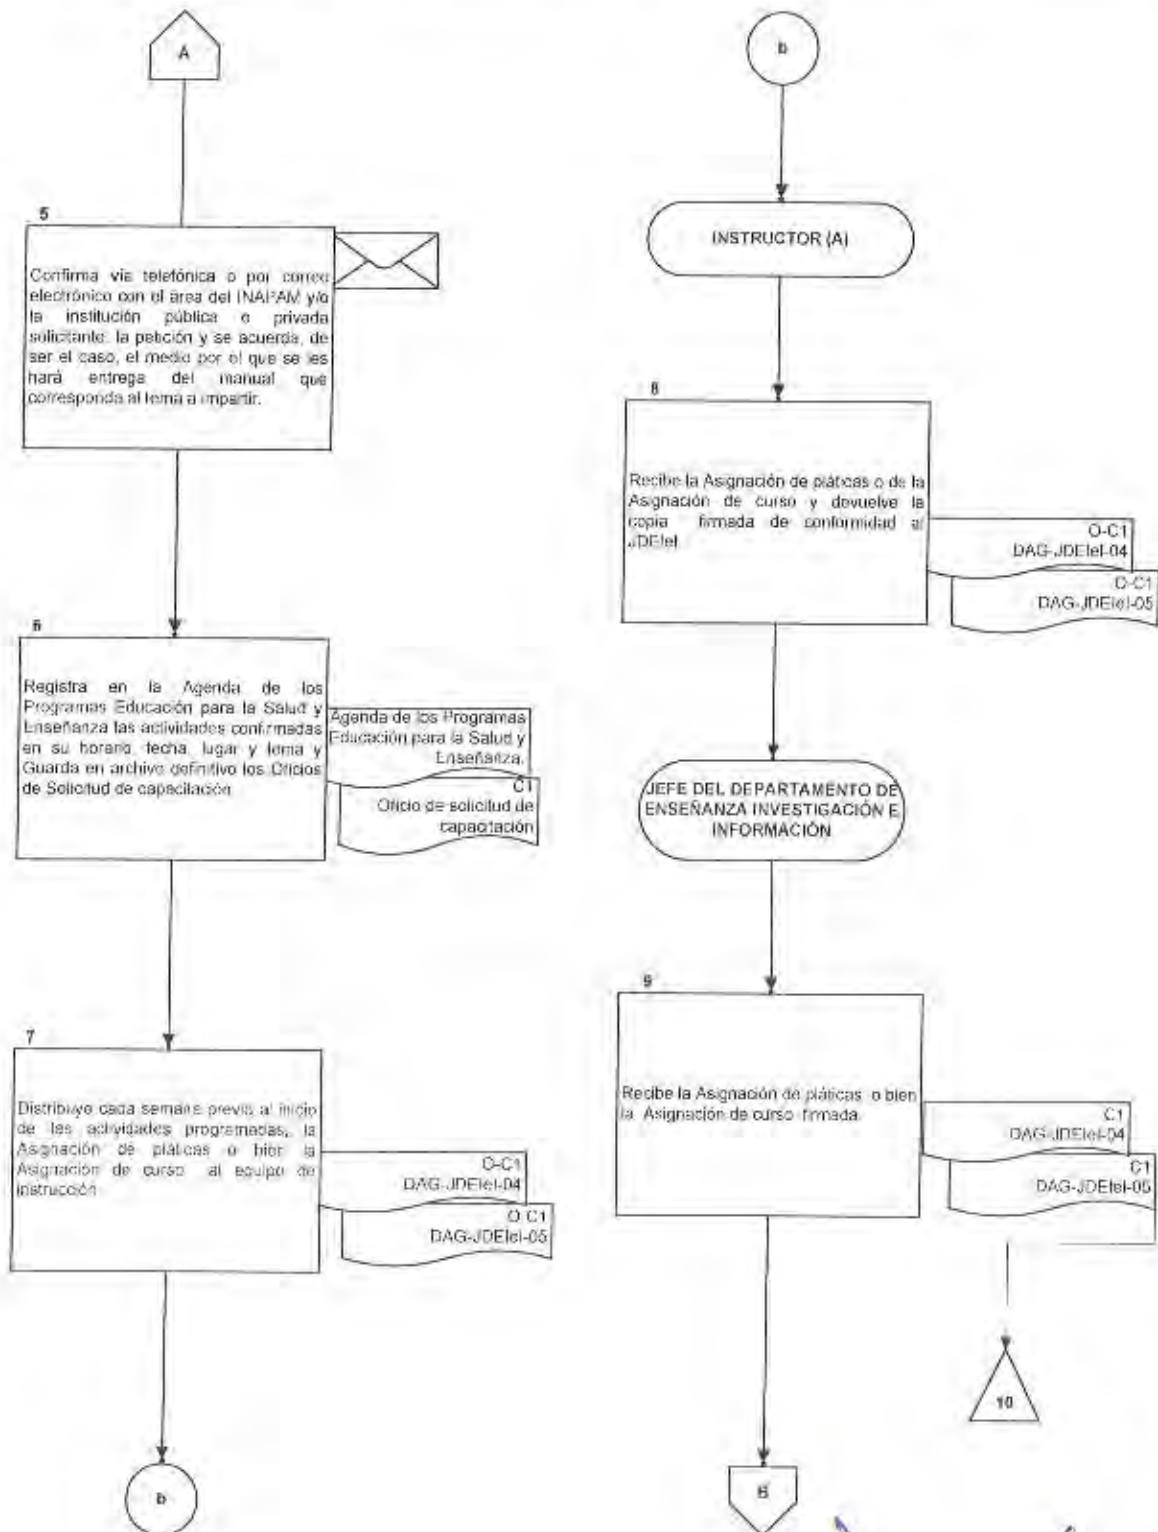 A
5
Confirma vía telefónica o por correo
electrónico con el área del INAPAM y/o
la institución pública o privada
solicitante, la petición y se acuerda, de
ser el caso, el medio por el que se les
hará entrega del manual que
corresponda al tema a impartir.
6
Registra en la Agenda de los
Programas Educación para la Salud y
Enseñanza las actividades confirmadas
en su horario, fecha, lugar y tema y
Guarda en archivo definitivo los Oficios
de Solicitud de capacitación
Agenda de los Programas
Educación para la Salud y
Enseñanza.
C1
Oficio de solicitud de
capacitación
7
Distribuye cada semana previo al inicio
de las actividades programadas, la
Asignación de pláticas o bien la
Asignación de curso al equipo de
instrucción
O-C1
DAG-JDEIeI-04
O-C1
DAG-JDEIeI-05
b
b
INSTRUCTOR (A)
8
Recibe la Asignación de pláticas o de la
Asignación de curso y devuelve la
copia firmada de conformidad al
JDEIeI
O-C1
DAG-JDEIeI-04
O-C1
DAG-JDEIeI-05
JEFE DEL DEPARTAMENTO DE
ENSEÑANZA INVESTIGACIÓN E
INFORMACIÓN
9
Recibe la Asignación de pláticas o bien
la Asignación de curso firmada.
C1
DAG-JDEIeI-04
C1
DAG-JDEIeI-05
10
B